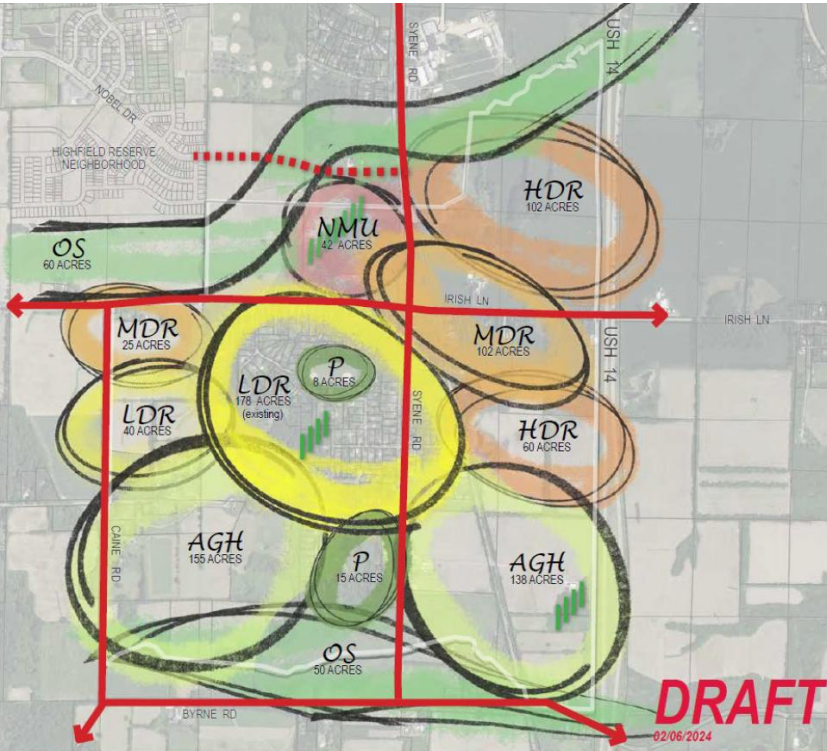 SYENE RD
USH 14
NOBEL DR
HIGHFIELD RESERVE
NEIGHBORHOOD
HDR
102 ACRES
NMU
42 ACRES
OS
60 ACRES
IRISH LN
IRISH LN
MDR
25 ACRES
MDR
102 ACRES
USH 14
P
8 ACRES
LDR
178 ACRES
(existing)
LDR
40 ACRES
SYENE RD
HDR
60 ACRES
CAINE RD
AGH
155 ACRES
P
15 ACRES
AGH
138 ACRES
OS
50 ACRES
BYRNE RD
DRAFT
02/06/2024